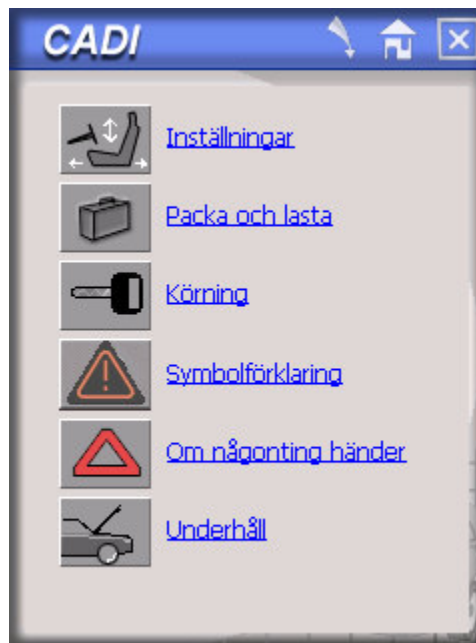 CADI
Inställningar
Packa och lasta
Körning
Symbolförklaring
Om någonting händer
Underhåll